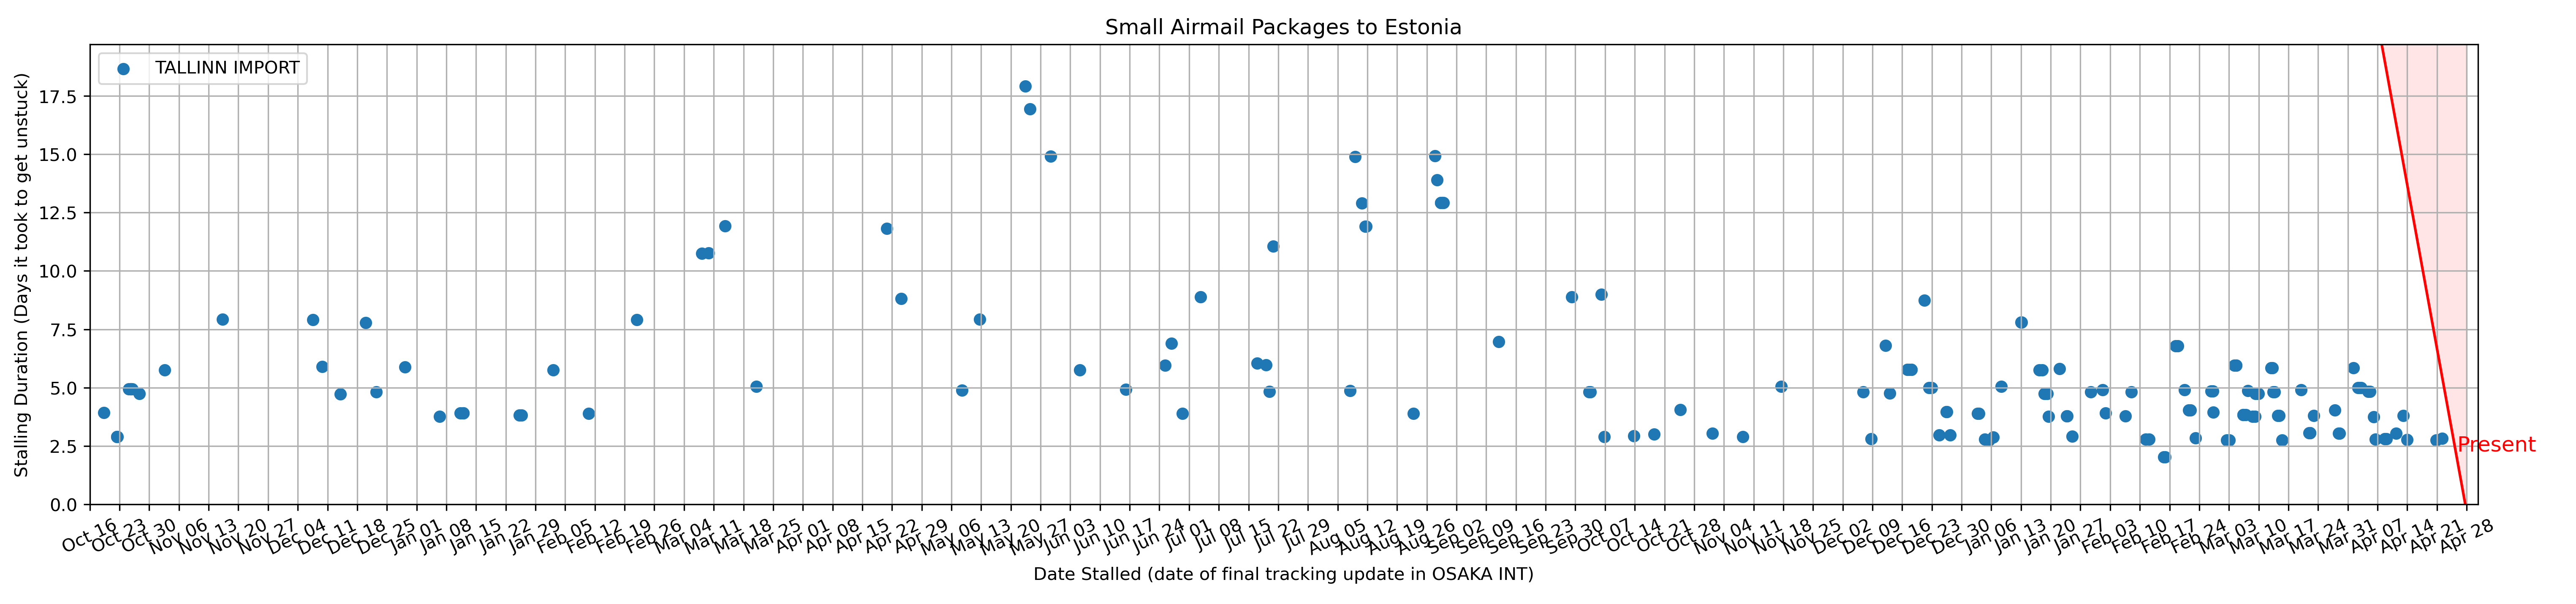 Small Airmail Packages to Estonia
TALLINN IMPORT
Stalling Duration (Days it took to get unstuck)
17.5
15.0
12.5
10.0
7.5
5.0
2.5
0.0
Present
Oct 16
Oct 23
Oct 30
Nov 06
Nov 13
Nov 20
Nov 27
Dec 04
Dec 11
Dec 18
Dec 25
Jan 01
Jan 08
Jan 15
Jan 22
Jan 29
Feb 05
Feb 12
Feb 19
Feb 26
Mar 04
Mar 11
Mar 18
Mar 25
Apr 01
Apr 08
Apr 15
Apr 22
Apr 29
May 06
May 13
May 20
May 27
Jun 03
Jun 10
Jun 17
Jun 24
Jul 01
Jul 08
Jul 15
Jul 22
Jul 29
Aug 05
Aug 12
Aug 19
Aug 26
Sep 02
Sep 09
Sep 16
Sep 23
Sep 30
Oct 07
Oct 14
Oct 21
Oct 28
Nov 04
Nov 11
Nov 18
Nov 25
Dec 02
Dec 09
Dec 16
Dec 23
Dec 30
Jan 06
Jan 13
Jan 20
Jan 27
Feb 03
Feb 10
Feb 17
Feb 24
Mar 03
Mar 10
Mar 17
Mar 24
Mar 31
Apr 07
Apr 14
Apr 21
Apr 28
Date Stalled (date of final tracking update in OSAKA INT)